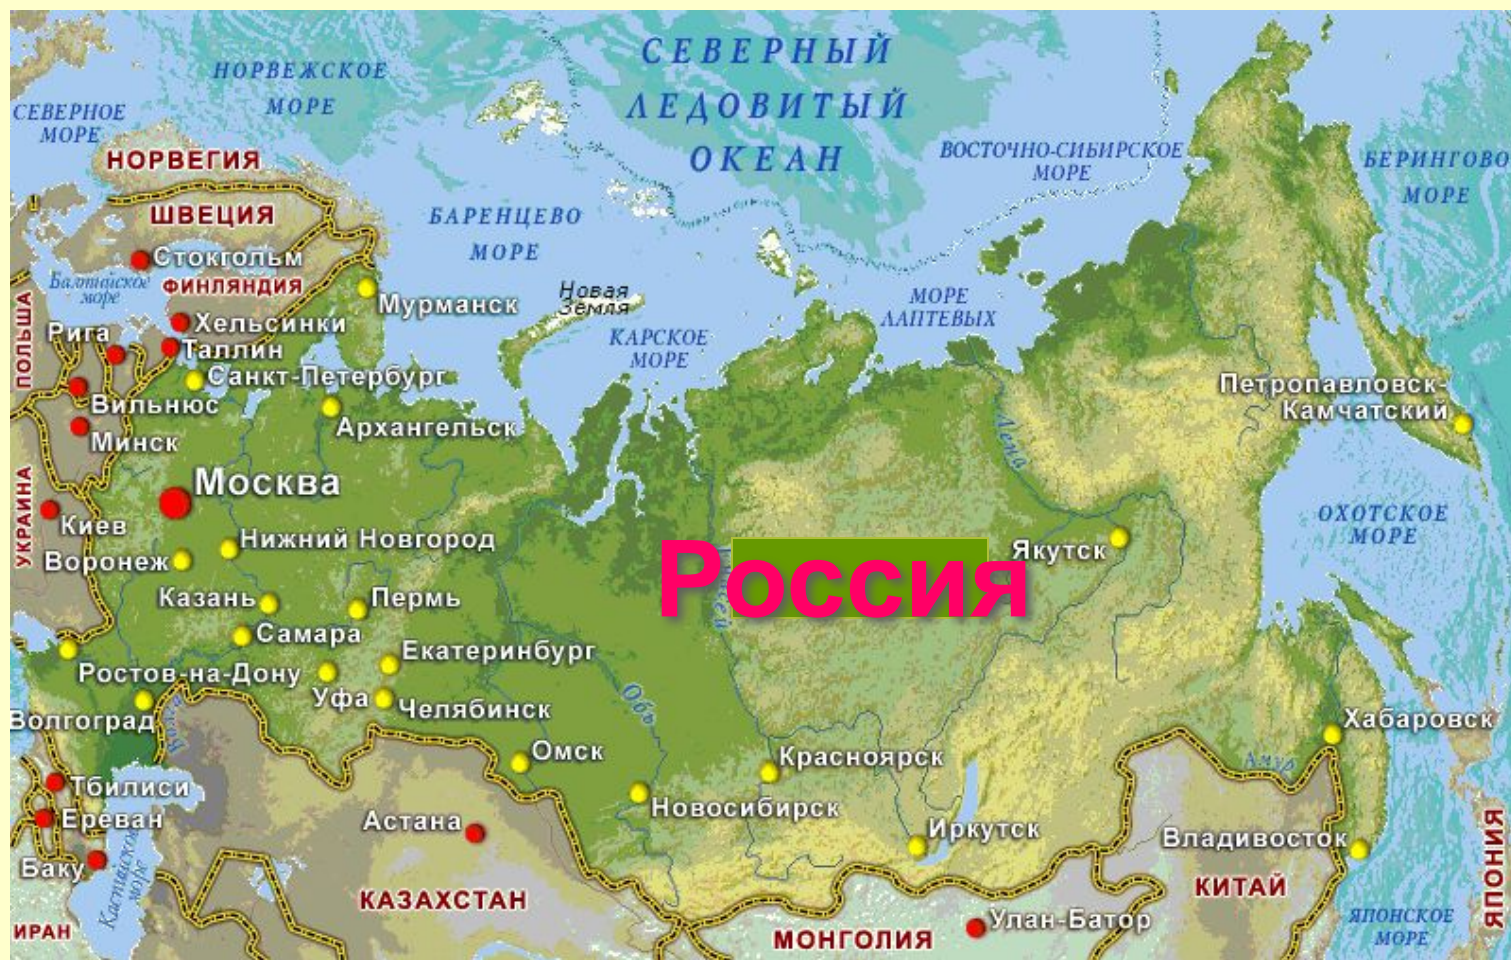 СЕВЕРНЫЙ
ЛЕДОВИТЫЙ
ОКЕАН
НОРВЕЖСКОЕ
МОРЕ
СЕВЕРНОЕ
МОРЕ
НОРВЕГИЯ
ВОСТОЧНО-СИБИРСКОЕ
МОРЕ
БЕРИНГОВО
МОРЕ
ШВЕЦИЯ
БАРЕНЦЕВО
МОРЕ
Стокгольм
Балтийское
море
ФИНЛЯНДИЯ
Мурманск
Новая
Земля
МОРЕ
ЛАПТЕВЫХ
КАРСКОЕ
МОРЕ
ПОЛЬША
Рига
Хельсинки
Таллин
Санкт-Петербург
Вильнюс
Минск
Архангельск
Петропавловск-
Камчатский
Лена
Москва
УКРАИНА
Киев
Нижний Новгород
Воронеж
ОХОТСКОЕ
МОРЕ
Якутск
Россия
Казань
Пермь
Самара
Екатеринбург
Ростов-на-Дону
Уфа
Челябинск
Обь
Волгоград
Волга
Хабаровск
Омск
Красноярск
Амур
Тбилиси
Новосибирск
Ереван
Астана
Иркутск
Владивосток
Баку
Каспийское
море
КАЗАХСТАН
КИТАЙ
ЯПОНИЯ
ИРАН
Улан-Батор
МОНГОЛИЯ
ЯПОНСКОЕ
МОРЕ